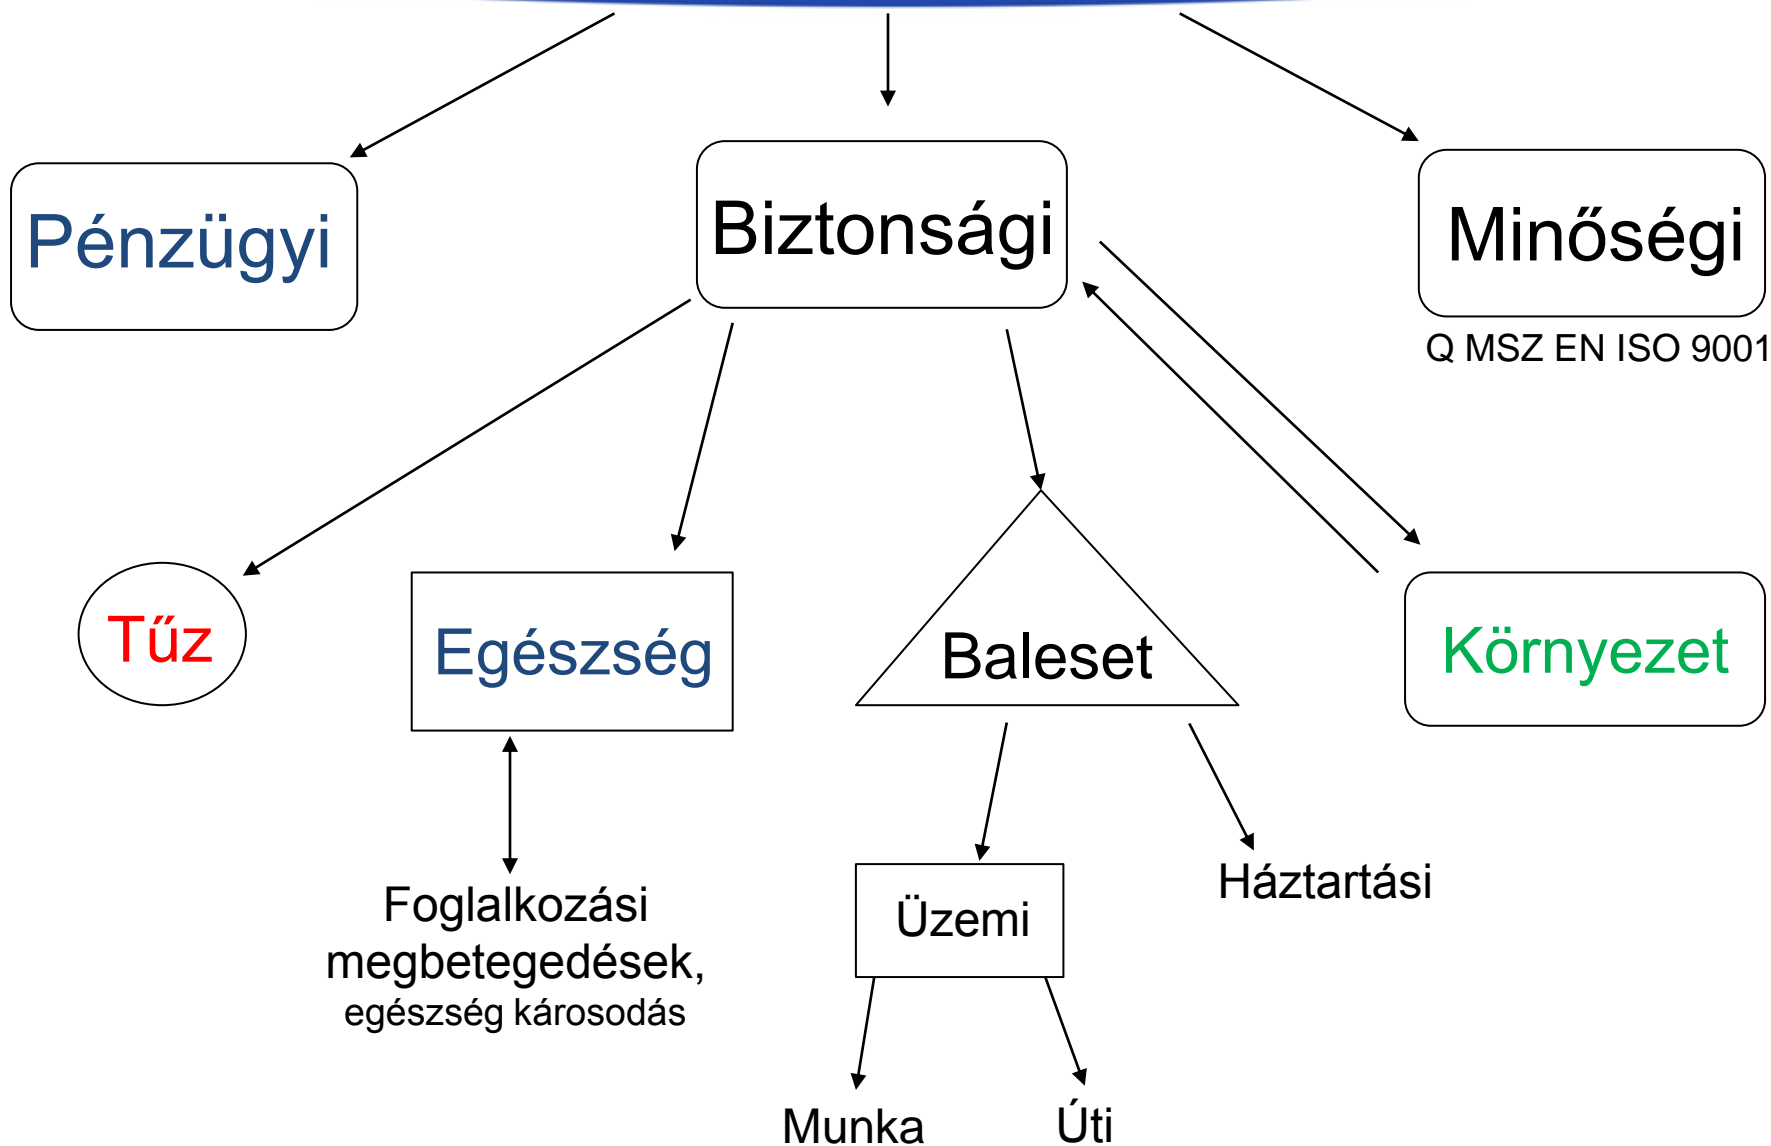 Pénzügyi
Biztonsági
Minőségi
Q MSZ EN ISO 9001
Tűz
Egészség
Baleset
Környezet
Foglalkozási
megbetegedések,
egészség károsodás
Üzemi
Háztartási
Munka
Úti